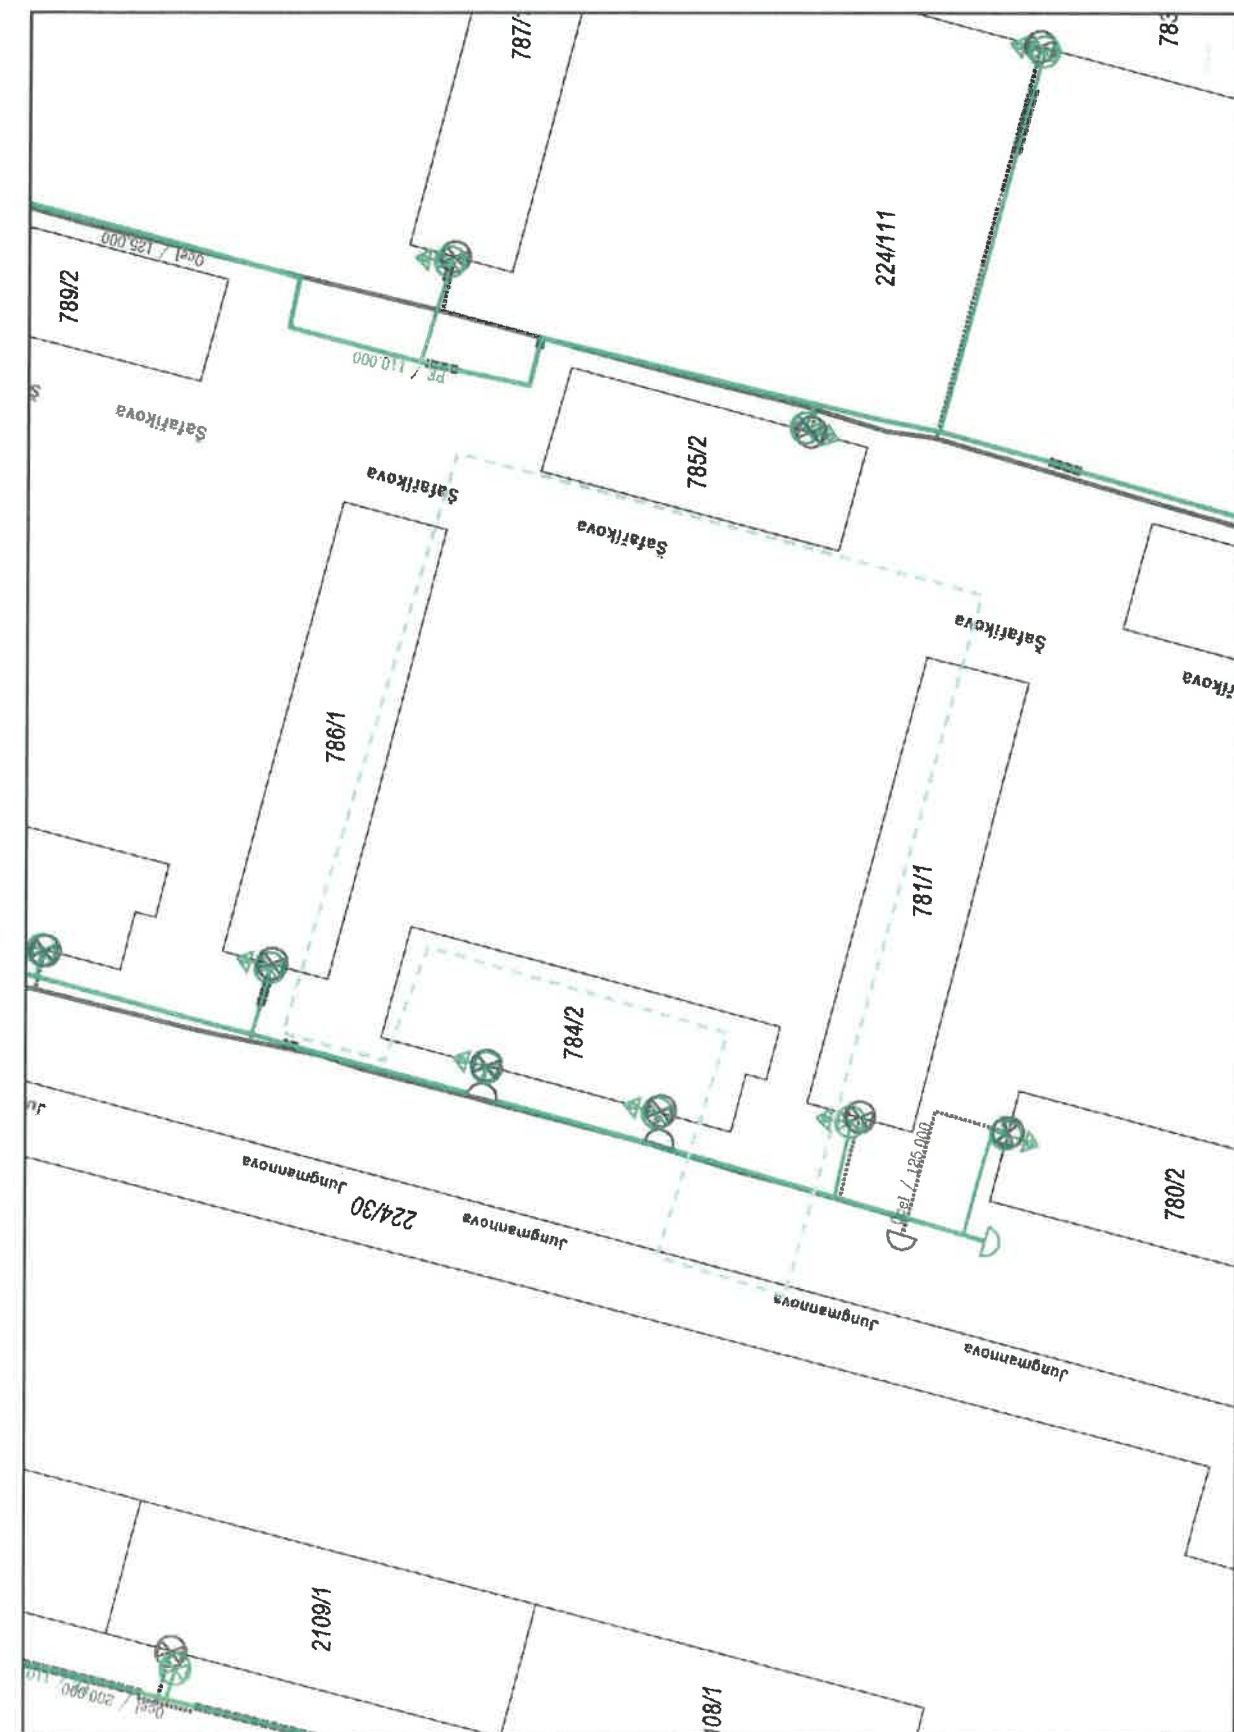 787/
783
224/111
789/2
Ocel / 125.000
PE / 110.000
Šafaříkova
785/2
Šafaříkova
Šafaříkova
Šafaříkova
říkov
786/1
781/1
784/2
Ocel / 125.000
780/2
Ju
Jungmannova
224/30
Jungmannova
Jungmannova
Jungmannova
2109/1
Ocel / 200.000
108/1